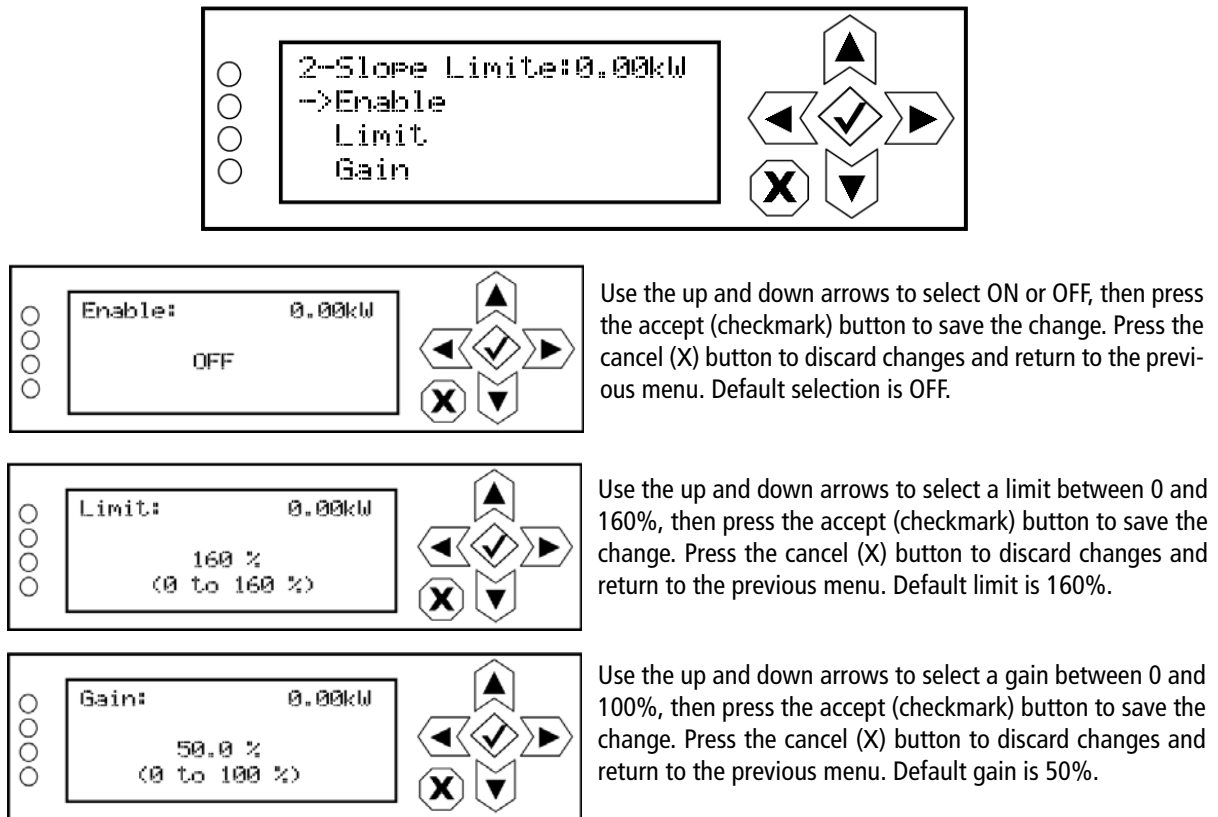 2-Slope Limite:0.00kW
->Enable
Limit
Gain
X
Enable: 0.00kW
OFF
X
Use the up and down arrows to select ON or OFF, then press
the accept (checkmark) button to save the change. Press the
cancel (X) button to discard changes and return to the previ-
ous menu. Default selection is OFF.
Limit: 0.00kW
160 %
(0 to 160 %)
X
Use the up and down arrows to select a limit between 0 and
160%, then press the accept (checkmark) button to save the
change. Press the cancel (X) button to discard changes and
return to the previous menu. Default limit is 160%.
Gain: 0.00kW
50.0 %
(0 to 100 %)
X
Use the up and down arrows to select a gain between 0 and
100%, then press the accept (checkmark) button to save the
change. Press the cancel (X) button to discard changes and
return to the previous menu. Default gain is 50%.